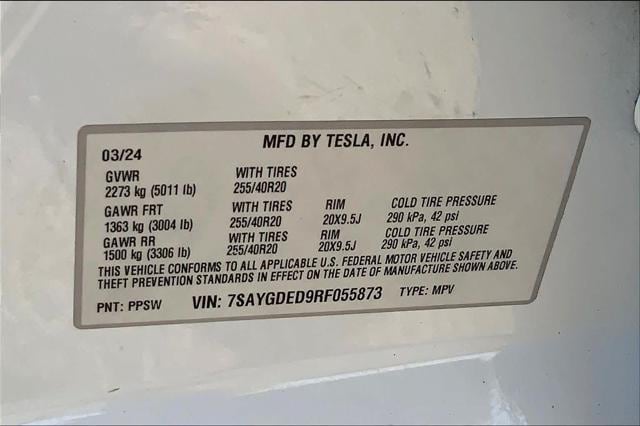 MFD BY TESLA, INC.
03/24
GVWR WITH TIRES
2273 kg (5011 lb) 255/40R20
GAWR FRT WITH TIRES RIM COLD TIRE PRESSURE
1363 kg (3004 lb) 255/40R20 20X9.5J 290 kPa, 42 psi
GAWR RR WITH TIRES RIM COLD TIRE PRESSURE
1500 kg (3306 lb) 255/40R20 20X9.5J 290 kPa, 42 psi
THIS VEHICLE CONFORMS TO ALL APPLICABLE U.S. FEDERAL MOTOR VEHICLE SAFETY AND
THEFT PREVENTION STANDARDS IN EFFECT ON THE DATE OF MANUFACTURE SHOWN ABOVE.
PNT: PPSW VIN: 7SAYGDED9RF055873 TYPE: MPV